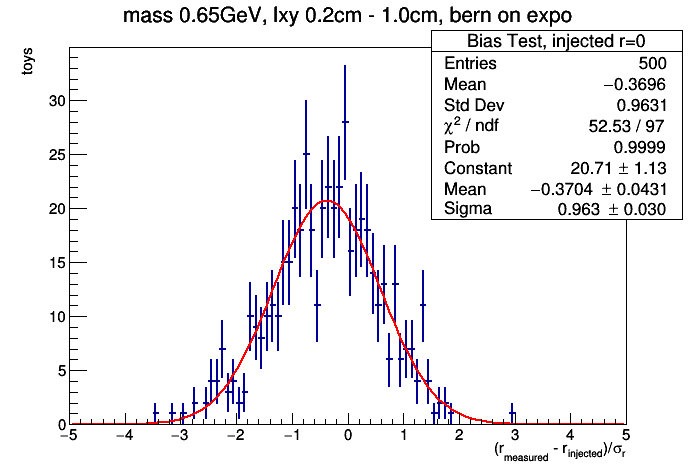 mass 0.65GeV, lxy 0.2cm - 1.0cm, bern on expo
toys
Bias Test, injected r=0
Entries 500
Mean −0.3696
Std Dev 0.9631
χ² / ndf 52.53 / 97
Prob 0.9999
Constant 20.71 ± 1.13
Mean −0.3704 ± 0.0431
Sigma 0.963 ± 0.030
30
25
20
15
10
5
0
−5 −4 −3 −2 −1 0 1 2 3 4 5
(r_measured - r_injected)/σ_r